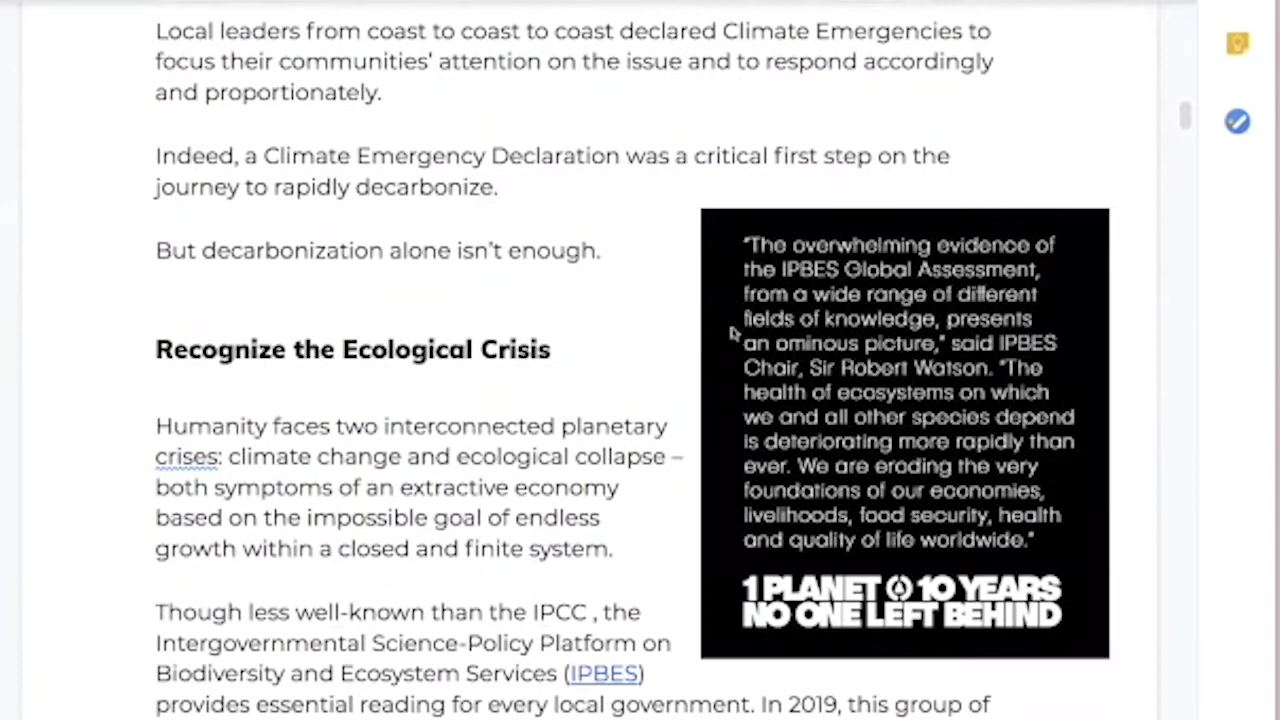 Local leaders from coast to coast to coast declared Climate Emergencies to
focus their communities' attention on the issue and to respond accordingly
and proportionately.
Indeed, a Climate Emergency Declaration was a critical first step on the
journey to rapidly decarbonize.
But decarbonization alone isn't enough.
Recognize the Ecological Crisis
Humanity faces two interconnected planetary
crises: climate change and ecological collapse –
both symptoms of an extractive economy
based on the impossible goal of endless
growth within a closed and finite system.
Though less well-known than the IPCC , the
Intergovernmental Science-Policy Platform on
Biodiversity and Ecosystem Services (IPBES)
provides essential reading for every local government. In 2019, this group of
"The overwhelming evidence of
the IPBES Global Assessment,
from a wide range of different
fields of knowledge, presents
an ominous picture," said IPBES
Chair, Sir Robert Watson. "The
health of ecosystems on which
we and all other species depend
is deteriorating more rapidly than
ever. We are eroding the very
foundations of our economies,
livelihoods, food security, health
and quality of life worldwide."
1 PLANET 10 YEARS
NO ONE LEFT BEHIND